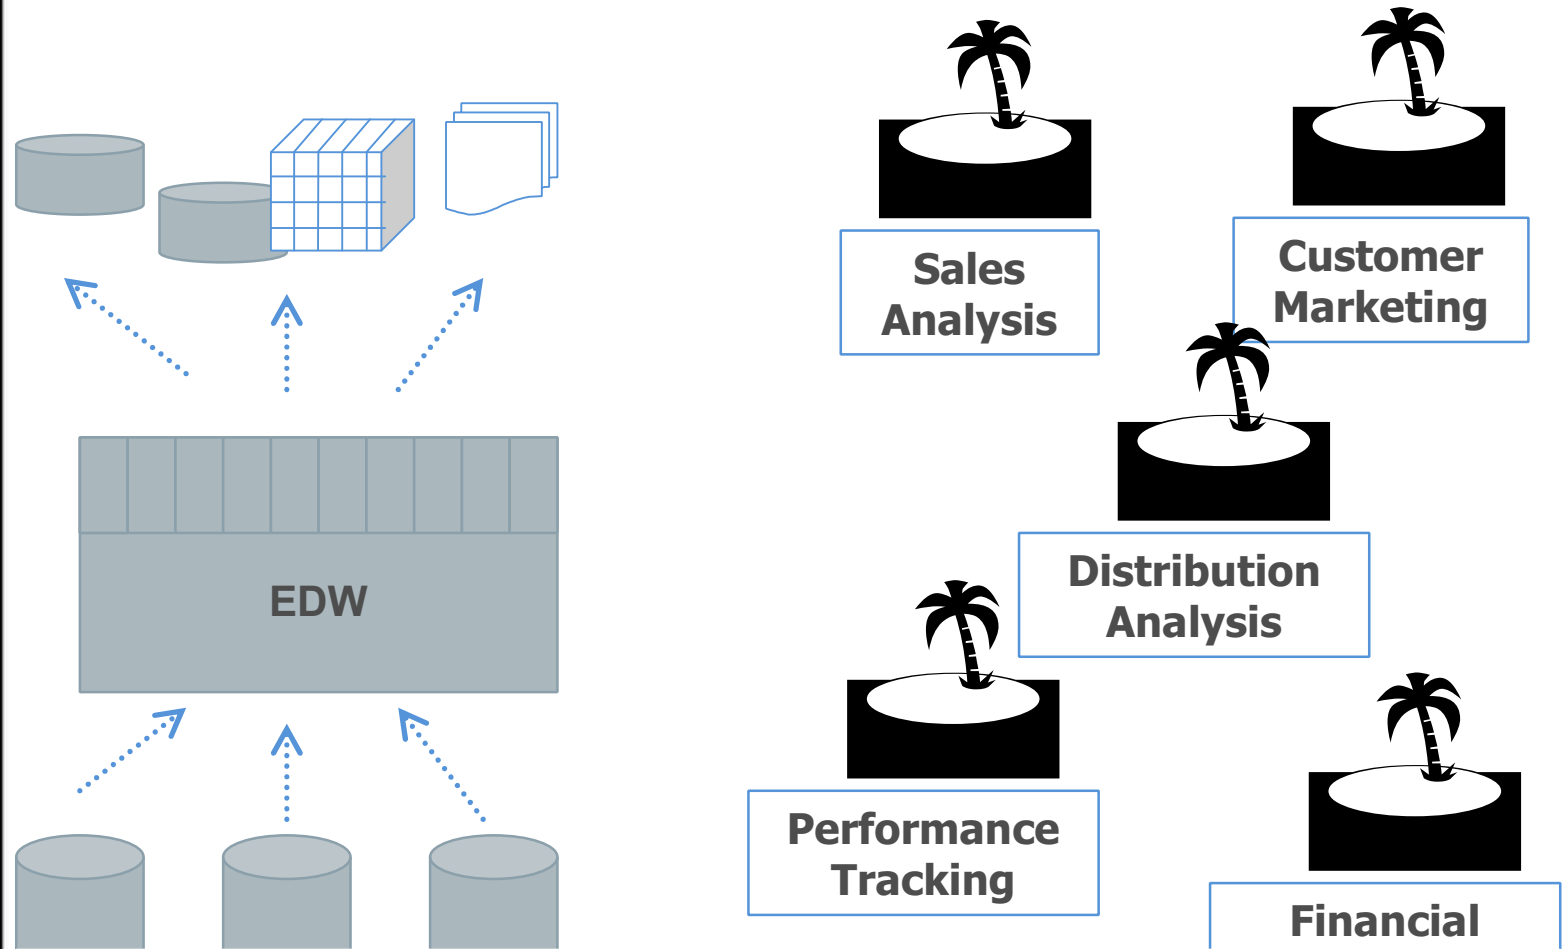 Sales
Analysis
Customer
Marketing
EDW
Distribution
Analysis
Performance
Tracking
Financial